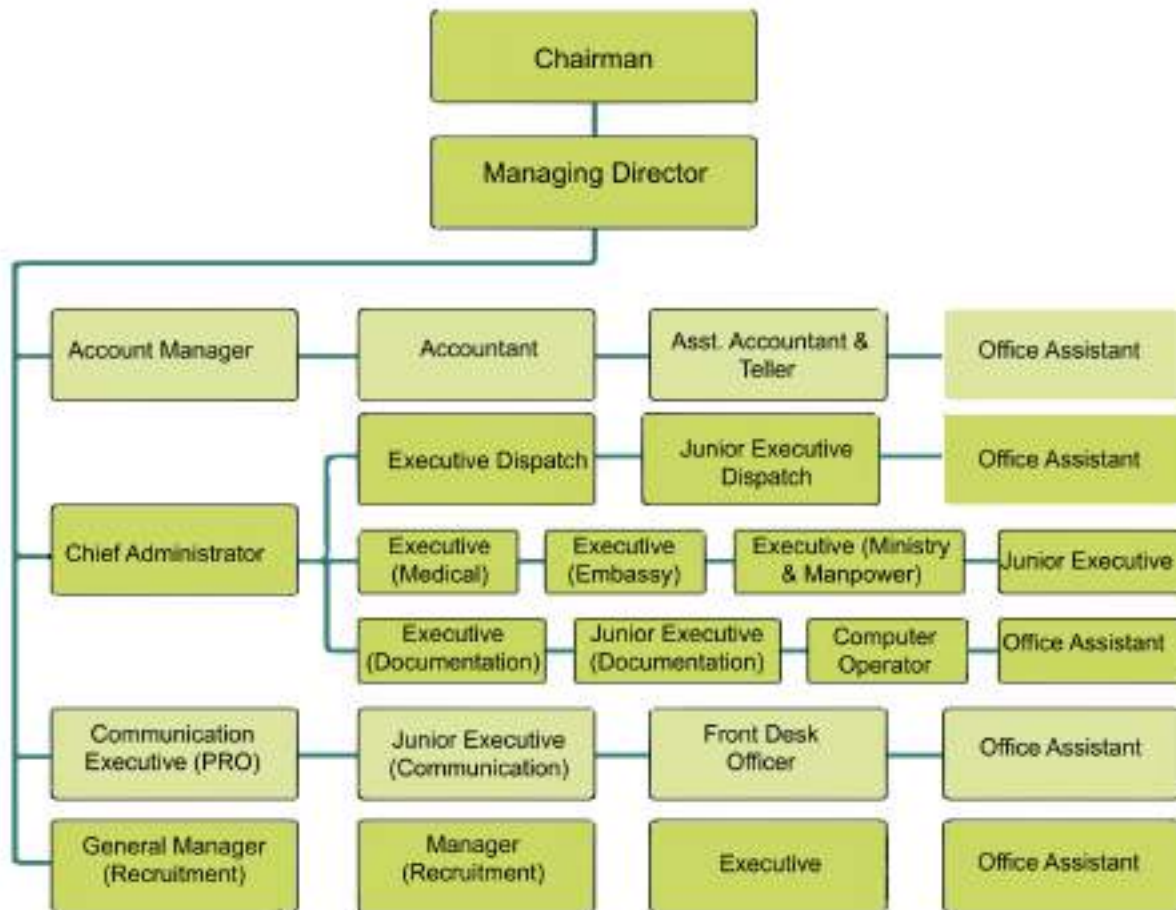 Chairman
Managing Director
Account Manager
Accountant
Asst. Accountant &
Teller
Office Assistant
Executive Dispatch
Junior Executive
Dispatch
Office Assistant
Chief Administrator
Executive
(Medical)
Executive
(Embassy)
Executive (Ministry
& Manpower)
Junior Executive
Executive
(Documentation)
Junior Executive
(Documentation)
Computer
Operator
Office Assistant
Communication
Executive (PRO)
Junior Executive
(Communication)
Front Desk
Officer
Office Assistant
General Manager
(Recruitment)
Manager
(Recruitment)
Executive
Office Assistant